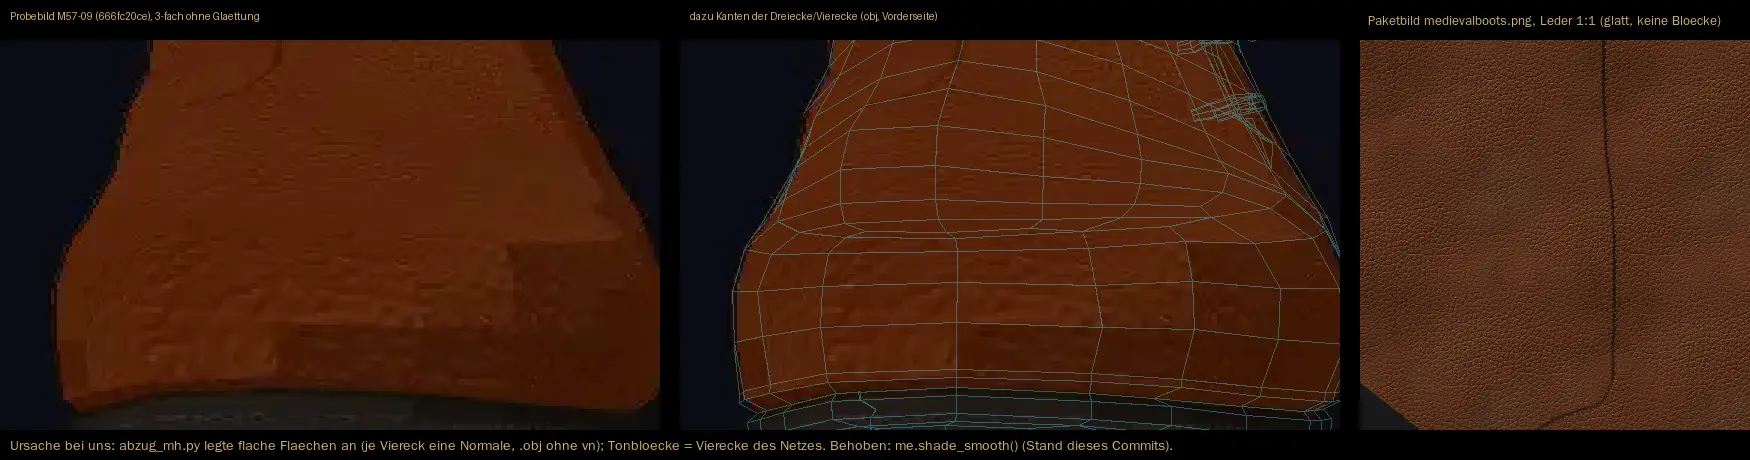 Probebild M57-09 (666fc20ce), 3-fach ohne Glaettung
dazu Kanten der Dreiecke/Vierecke (obj, Vorderseite)
Paketbild medievalboots.png, Leder 1:1 (glatt, keine Bloecke)
Ursache bei uns: abzug_mh.py legte flache Flaechen an (je Viereck eine Normale, .obj ohne vn); Tonbloecke = Vierecke des Netzes. Behoben: me.shade_smooth() (Stand dieses Commits).